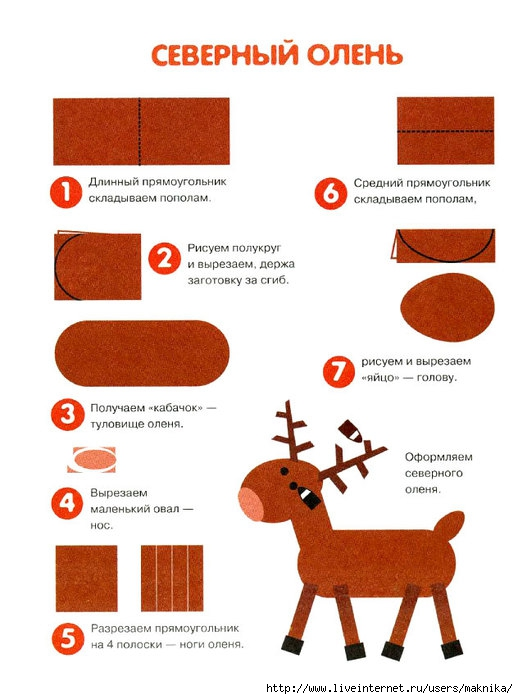 СЕВЕРНЫЙ ОЛЕНЬ
1
Длинный прямоугольник
складываем пополам.
2
Рисуем полукруг
и вырезаем, держа
заготовку за сгиб.
3
Получаем «кабачок» —
туловище оленя.
4
Вырезаем
маленький овал —
нос.
5
Разрезаем прямоугольник
на 4 полоски — ноги оленя.
6
Средний прямоугольник
складываем пополам,
7
рисуем и вырезаем
«яйцо» — голову.
Оформляем
северного
оленя.
http://www.liveinternet.ru/users/maknika/